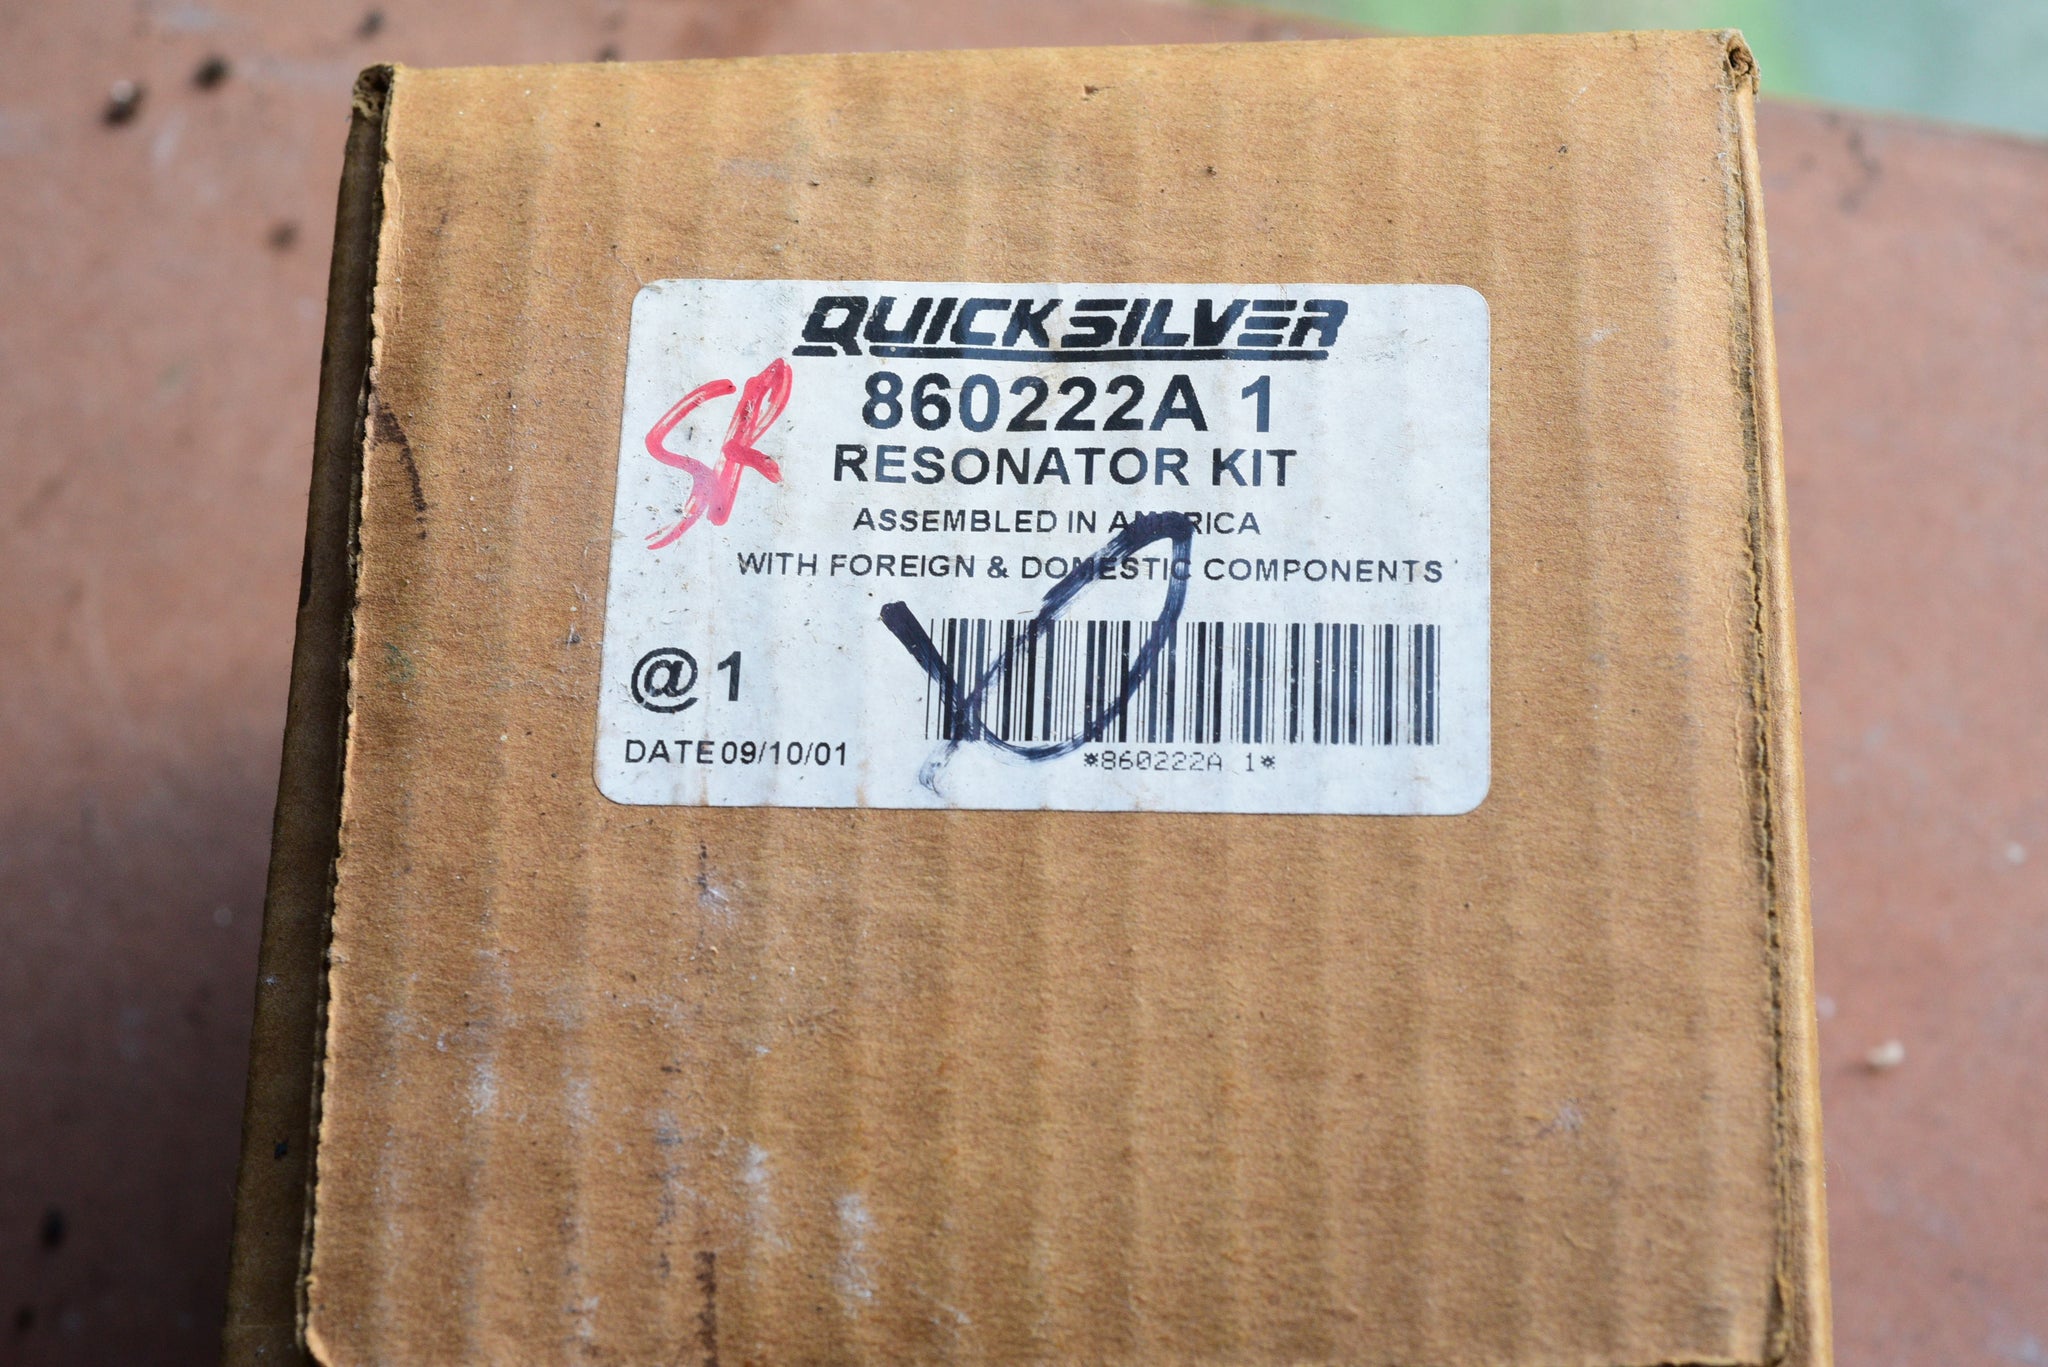 QUICKSILVER
SR
860222A 1
RESONATOR KIT
ASSEMBLED IN AMERICA
WITH FOREIGN & DOMESTIC COMPONENTS
@ 1
DATE 09/10/01
*860222A 1*